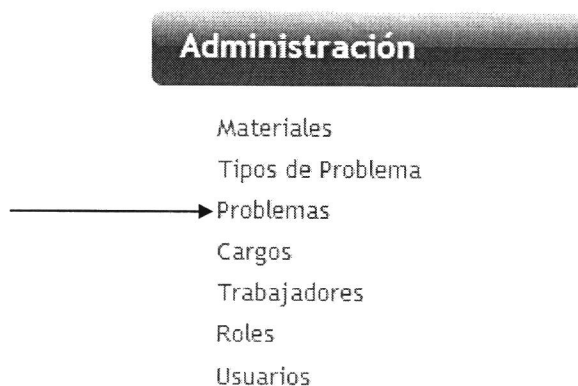 Administración
Materiales
Tipos de Problema
Problemas
Cargos
Trabajadores
Roles
Usuarios